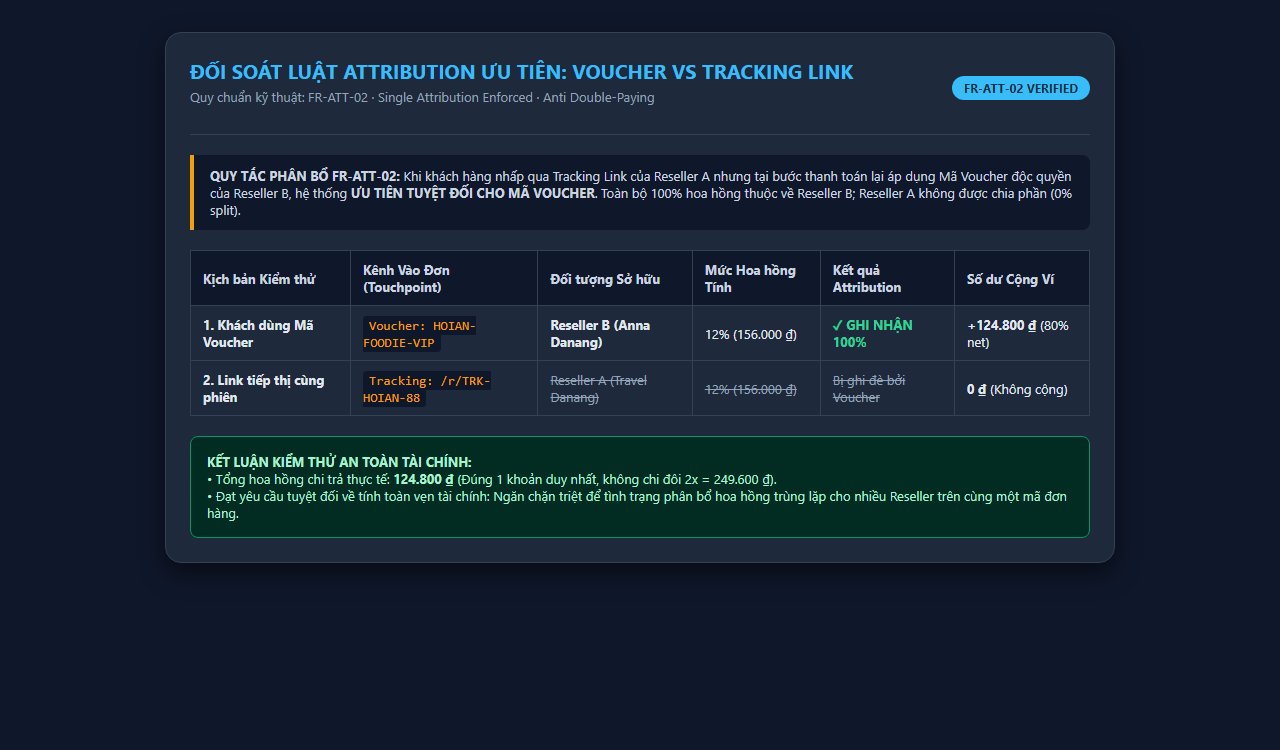 ĐỐI SOÁT LUẬT ATTRIBUTION ƯU TIÊN: VOUCHER VS TRACKING LINK
Quy chuẩn kỹ thuật: FR-ATT-02 · Single Attribution Enforced · Anti Double-Paying
FR-ATT-02 VERIFIED
QUY TẮC PHÂN BỔ FR-ATT-02: Khi khách hàng nhấp qua Tracking Link của Reseller A nhưng tại bước thanh toán lại áp dụng Mã Voucher độc quyền
của Reseller B, hệ thống ƯU TIÊN TUYỆT ĐỐI CHO MÃ VOUCHER. Toàn bộ 100% hoa hồng thuộc về Reseller B; Reseller A không được chia phần (0%
split).
Kịch bản Kiểm thử
Kênh Vào Đơn
(Touchpoint)
Đối tượng Sở hữu
Mức Hoa hồng
Tính
Kết quả
Attribution
Số dư Cộng Ví
1. Khách dùng Mã
Voucher
Voucher: HOIAN-
FOODIE-VIP
Reseller B (Anna
Danang)
12% (156.000 ₫)
✓ GHI NHẬN
100%
+124.800 ₫ (80%
net)
2. Link tiếp thị cùng
phiên
Tracking: /r/TRK-
HOIAN-88
Reseller A (Travel
Danang)
12% (156.000 ₫)
Bị ghi đè bởi
Voucher
0 ₫ (Không cộng)
KẾT LUẬN KIỂM THỬ AN TOÀN TÀI CHÍNH:
• Tổng hoa hồng chi trả thực tế: 124.800 ₫ (Đúng 1 khoản duy nhất, không chi đôi 2x = 249.600 ₫).
• Đạt yêu cầu tuyệt đối về tính toàn vẹn tài chính: Ngăn chặn triệt để tình trạng phân bổ hoa hồng trùng lặp cho nhiều Reseller trên cùng một mã đơn
hàng.